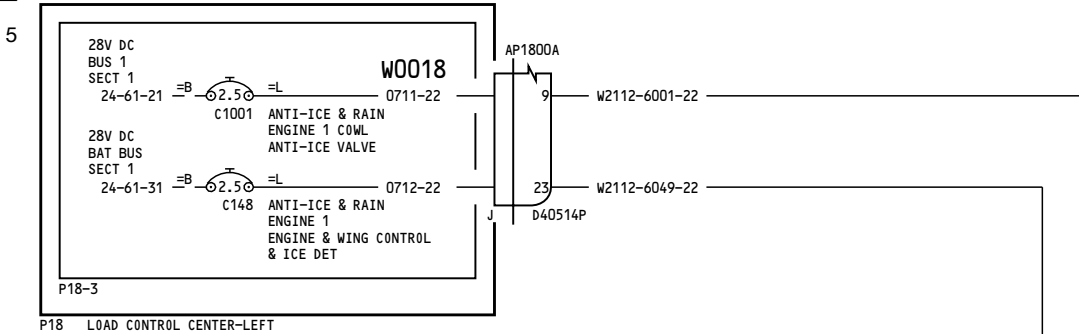 5
28V DC
BUS 1
SECT 1
24-61-21 =B 2.5 =L W0018 0711-22 AP1800A 9 W2112-6001-22
C1001 ANTI-ICE & RAIN
ENGINE 1 COWL
ANTI-ICE VALVE
28V DC
BAT BUS
SECT 1
24-61-31 =B 2.5 =L 0712-22 23 W2112-6049-22
C148 ANTI-ICE & RAIN J D40514P
ENGINE 1
ENGINE & WING CONTROL
& ICE DET
P18-3
P18 LOAD CONTROL CENTER-LEFT